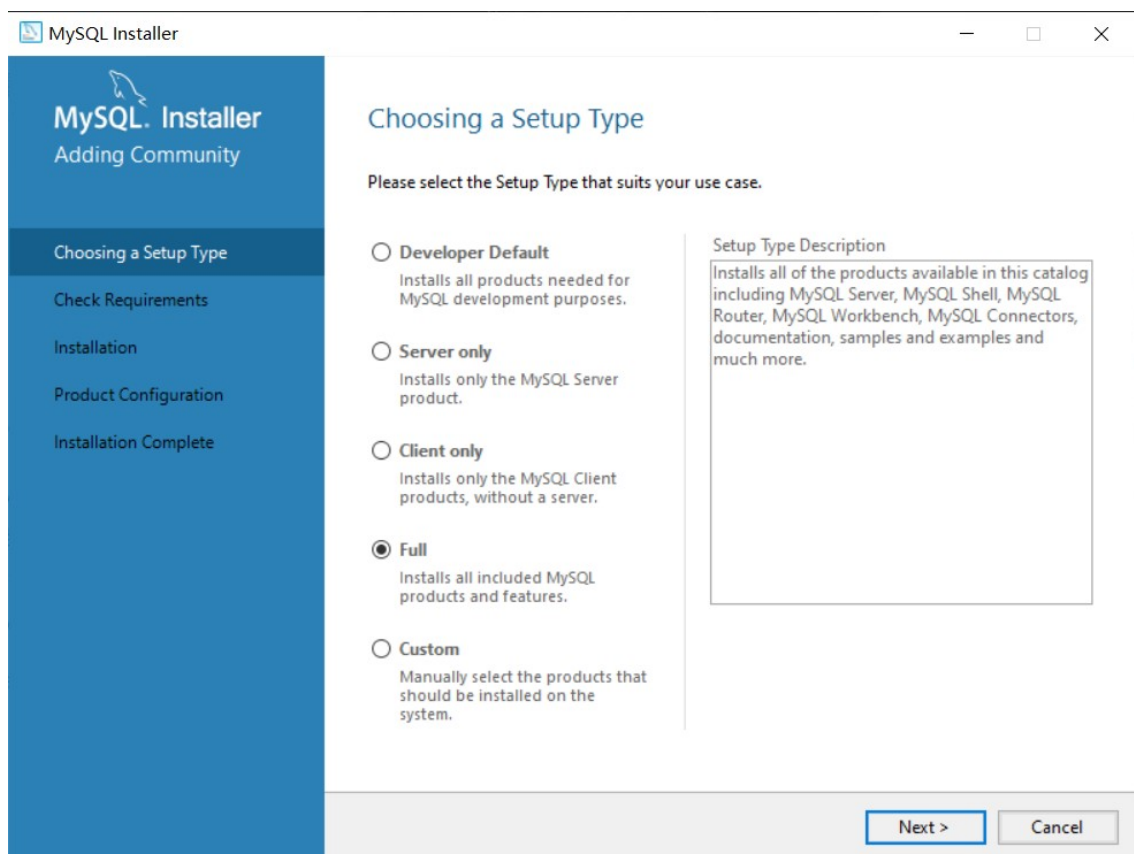 MySQL Installer
MySQL. Installer
Adding Community
Choosing a Setup Type
Check Requirements
Installation
Product Configuration
Installation Complete
Choosing a Setup Type
Please select the Setup Type that suits your use case.
Developer Default
Installs all products needed for
MySQL development purposes.
Server only
Installs only the MySQL Server
product.
Client only
Installs only the MySQL Client
products, without a server.
Full
Installs all included MySQL
products and features.
Custom
Manually select the products that
should be installed on the
system.
Setup Type Description
Installs all of the products available in this catalog
including MySQL Server, MySQL Shell, MySQL
Router, MySQL Workbench, MySQL Connectors,
documentation, samples and examples and
much more.
Next >
Cancel